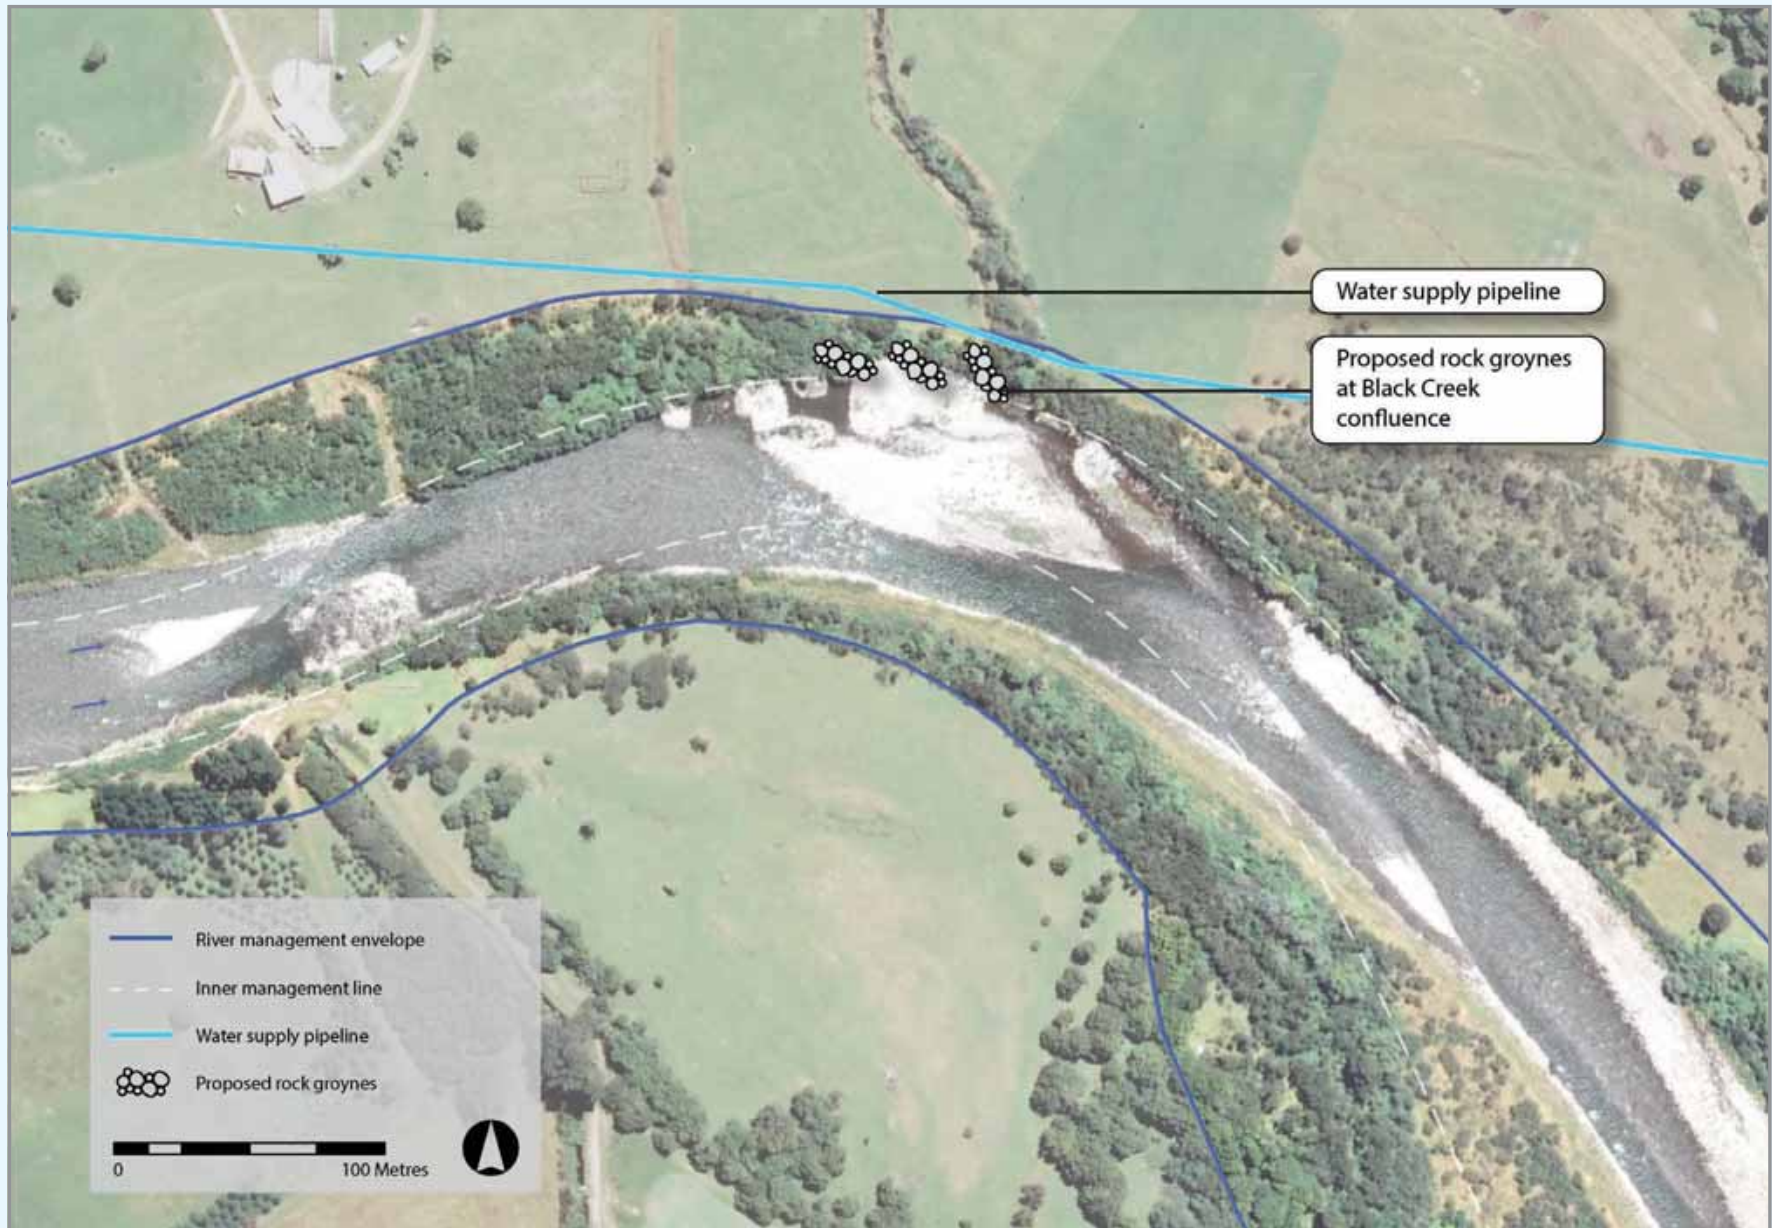 Water supply pipeline
Proposed rock groynes
at Black Creek
confluence
River management envelope
Inner management line
Water supply pipeline
Proposed rock groynes
0
100 Metres